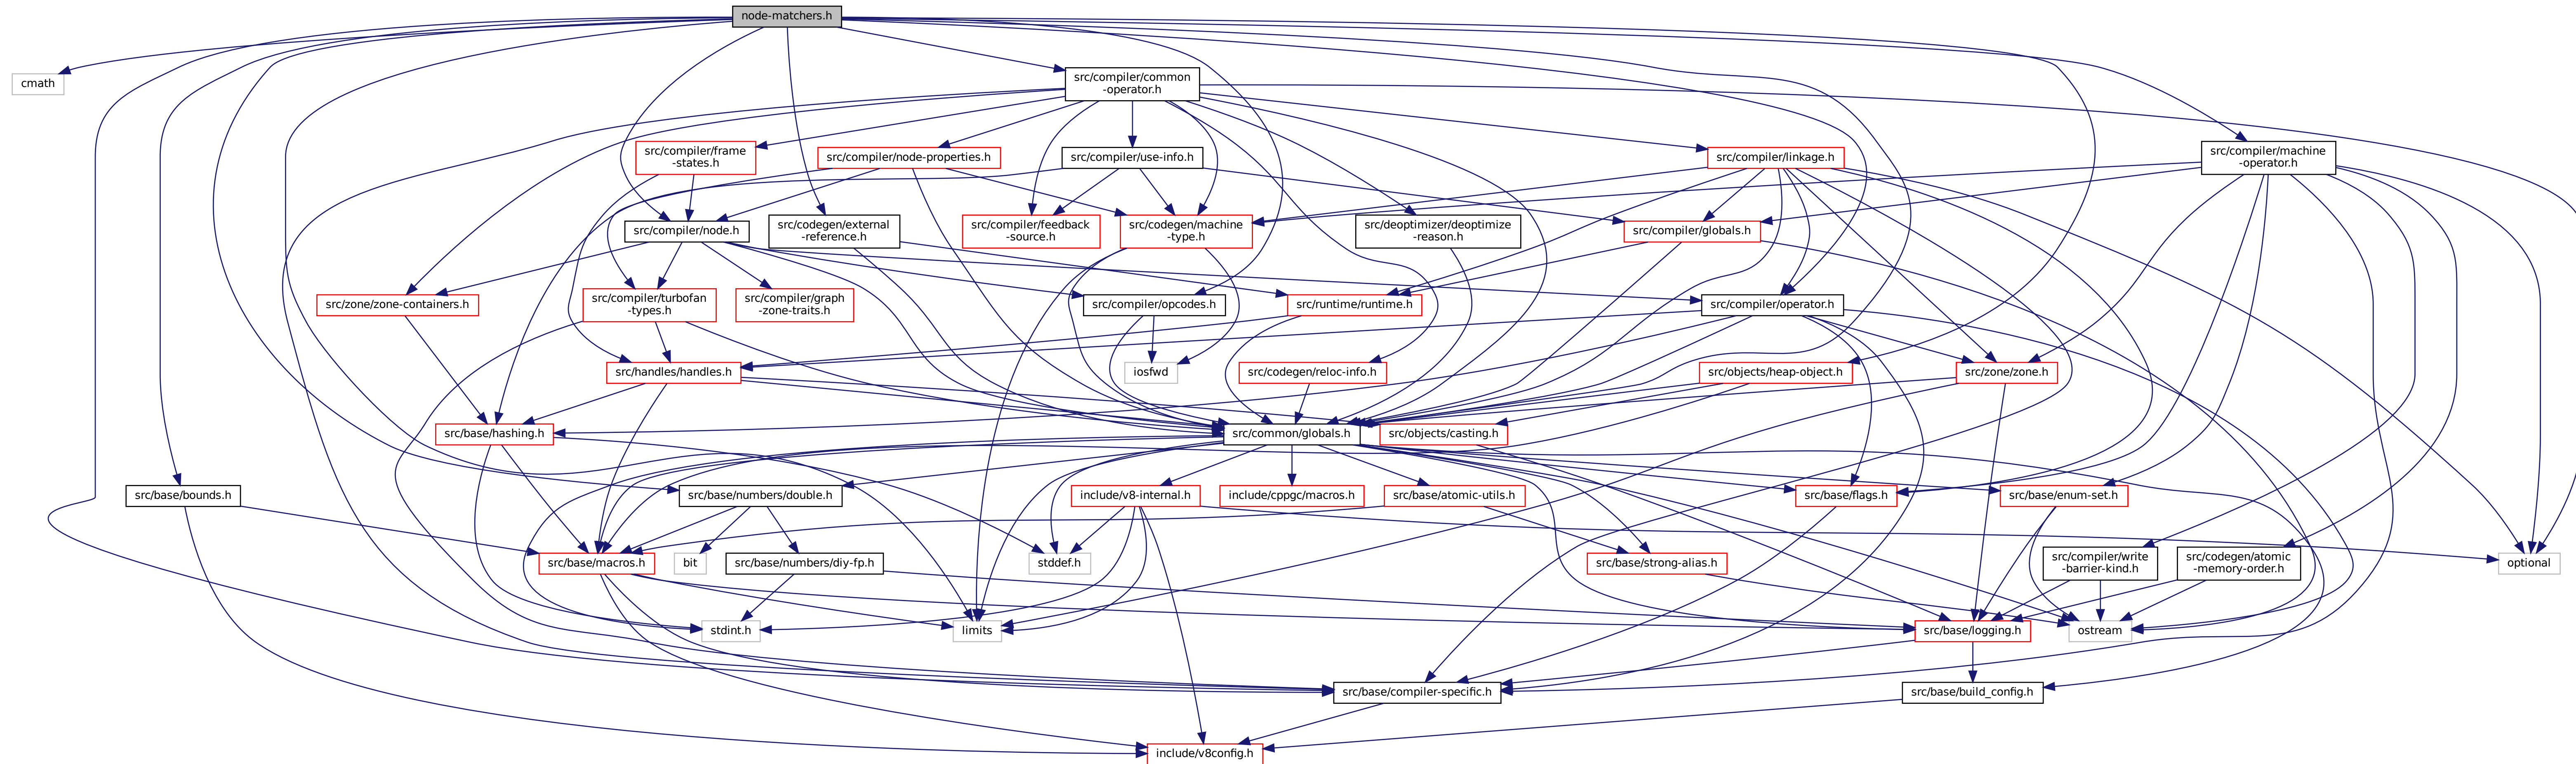 node-matchers.h
cmath
src/compiler/common
-operator.h
src/compiler/frame
-states.h
src/compiler/node-properties.h
src/compiler/use-info.h
src/compiler/linkage.h
src/compiler/machine
-operator.h
src/compiler/node.h
src/codegen/external
-reference.h
src/compiler/feedback
-source.h
src/codegen/machine
-type.h
src/deoptimizer/deoptimize
-reason.h
src/compiler/globals.h
src/zone/zone-containers.h
src/compiler/turbofan
-types.h
src/compiler/graph
-zone-traits.h
src/compiler/opcodes.h
src/runtime/runtime.h
src/compiler/operator.h
src/handles/handles.h
iosfwd
src/codegen/reloc-info.h
src/objects/heap-object.h
src/zone/zone.h
src/base/hashing.h
src/common/globals.h
src/objects/casting.h
src/base/bounds.h
src/base/numbers/double.h
include/v8-internal.h
include/cppgc/macros.h
src/base/atomic-utils.h
src/base/flags.h
src/base/enum-set.h
src/base/macros.h
bit
src/base/numbers/diy-fp.h
stddef.h
src/base/strong-alias.h
src/compiler/write
-barrier-kind.h
src/codegen/atomic
-memory-order.h
optional
stdint.h
limits
src/base/logging.h
ostream
src/base/compiler-specific.h
src/base/build_config.h
include/v8config.h